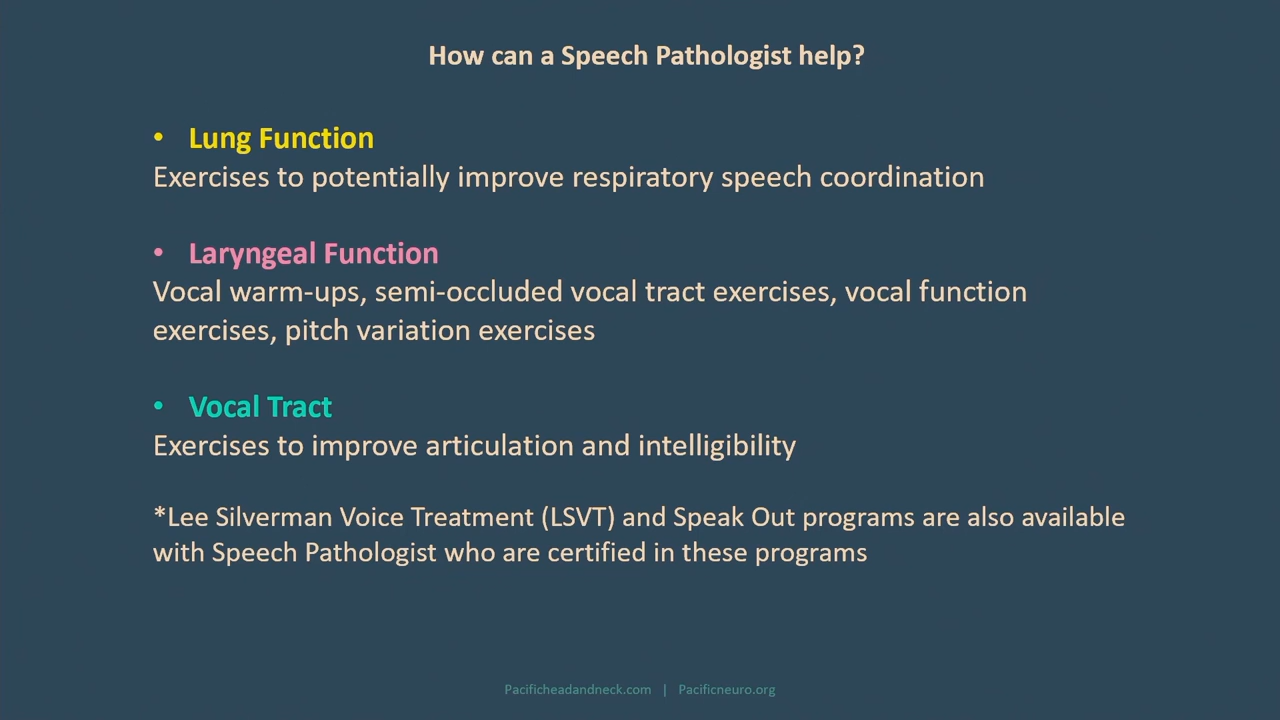 How can a Speech Pathologist help?
• Lung Function
Exercises to potentially improve respiratory speech coordination
• Laryngeal Function
Vocal warm-ups, semi-occluded vocal tract exercises, vocal function
exercises, pitch variation exercises
• Vocal Tract
Exercises to improve articulation and intelligibility
*Lee Silverman Voice Treatment (LSVT) and Speak Out programs are also available
with Speech Pathologist who are certified in these programs
Pacificheadandneck.com | Pacificneuro.org